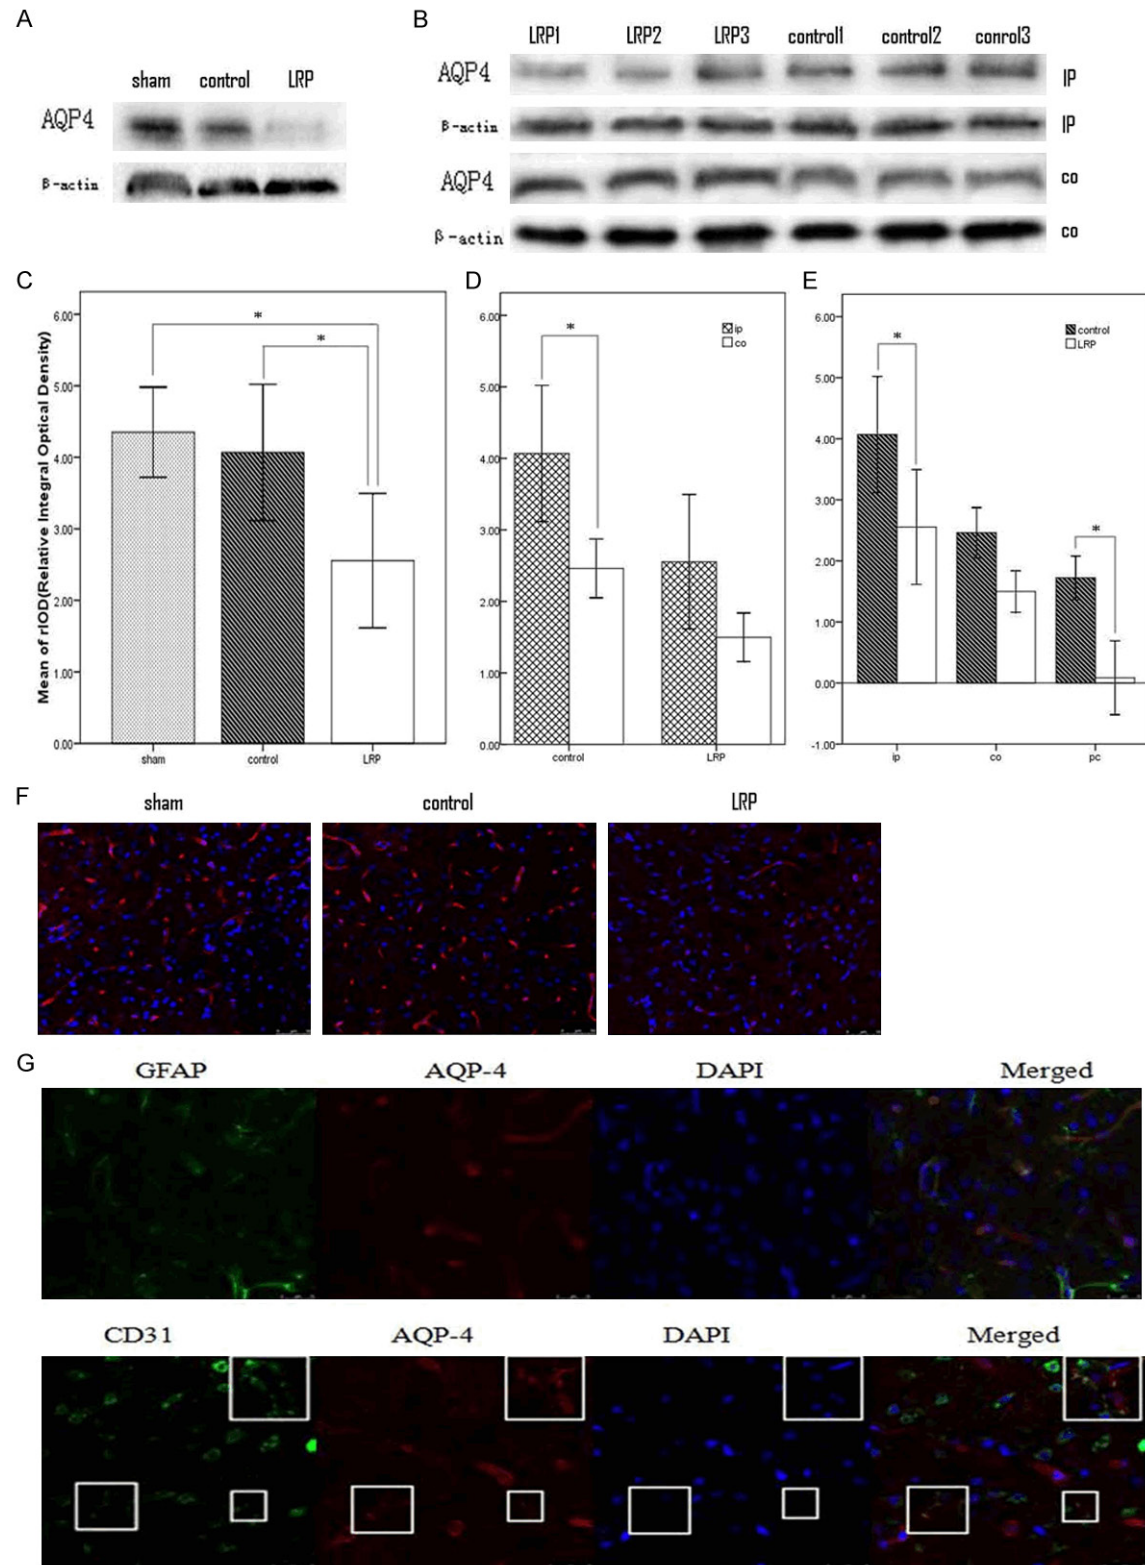 A
sham control LRP
AQP4
β-actin
B
LRP1 LRP2 LRP3 control1 control2 conrol3
AQP4 IP
β-actin IP
AQP4 co
β-actin co
C
Mean of rIOD(Relative Integral Optical Density)
6.00
5.00
4.00
3.00
2.00
1.00
0.00
* *
sham control LRP
D
6.00
5.00
4.00
3.00
2.00
1.00
0.00
*
ip
co
control LRP
E
6.00
5.00
4.00
3.00
2.00
1.00
0.00
-1.00
* *
control
LRP
ip co pc
F
sham control LRP
G
GFAP AQP-4 DAPI Merged
CD31 AQP-4 DAPI Merged